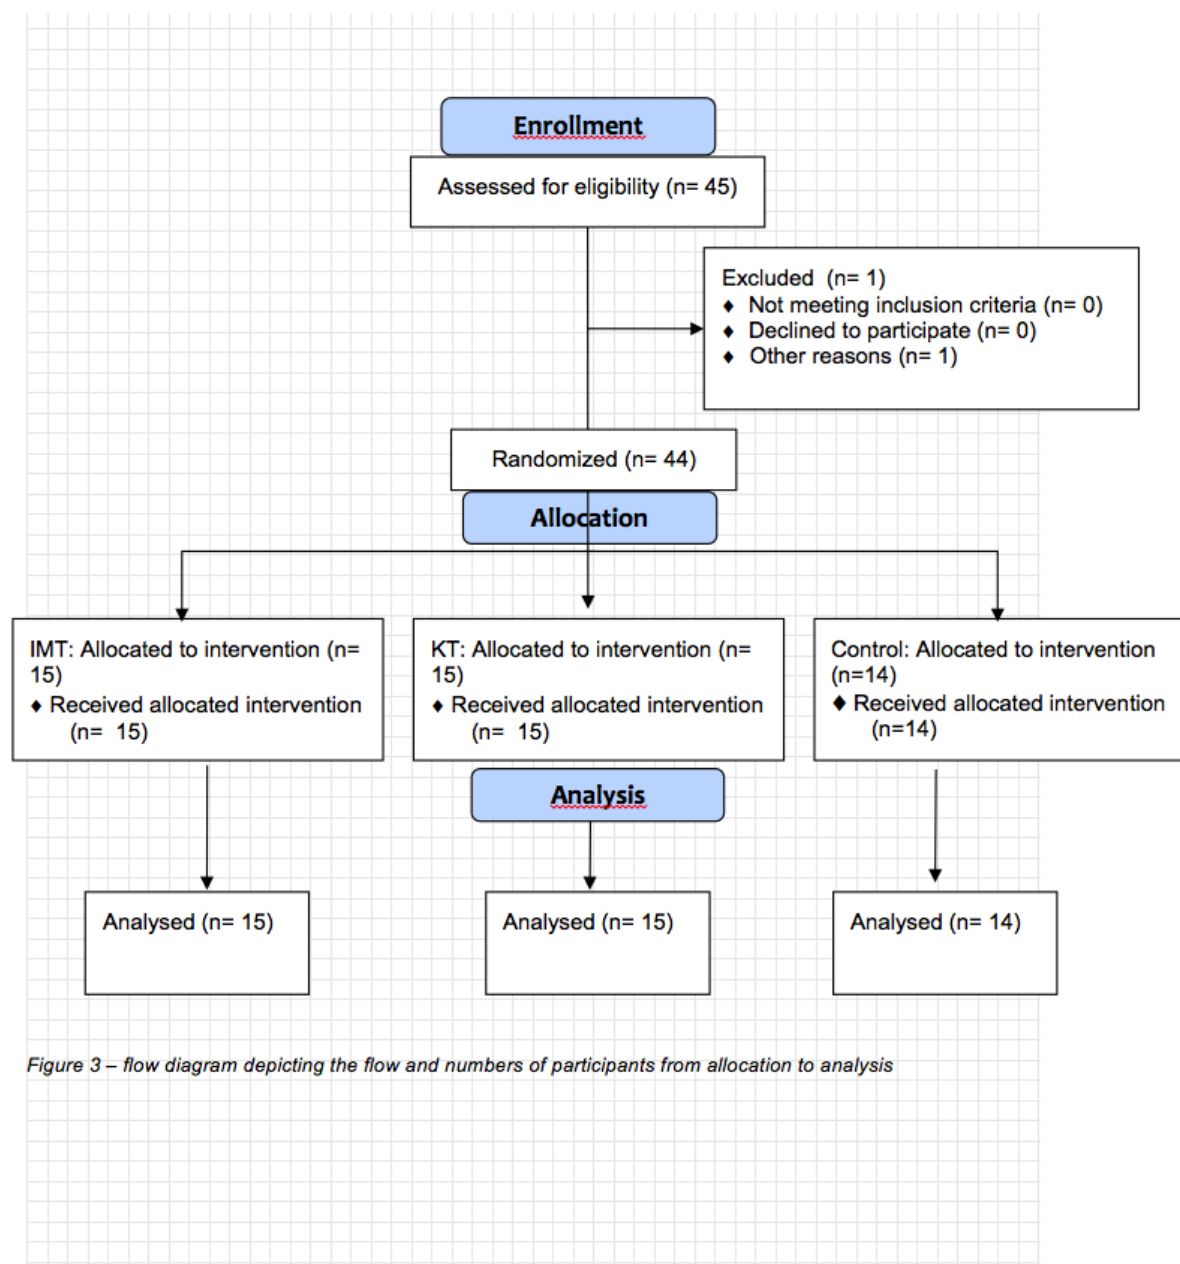 Enrollment
Assessed for eligibility (n= 45)
Excluded (n= 1)
♦ Not meeting inclusion criteria (n= 0)
♦ Declined to participate (n= 0)
♦ Other reasons (n= 1)
Randomized (n= 44)
Allocation
IMT: Allocated to intervention (n=
15)
♦ Received allocated intervention
(n= 15)
KT: Allocated to intervention (n=
15)
♦ Received allocated intervention
(n= 15)
Control: Allocated to intervention
(n=14)
♦ Received allocated intervention
(n=14)
Analysis
Analysed (n= 15)
Analysed (n= 15)
Analysed (n= 14)
Figure 3 – flow diagram depicting the flow and numbers of participants from allocation to analysis